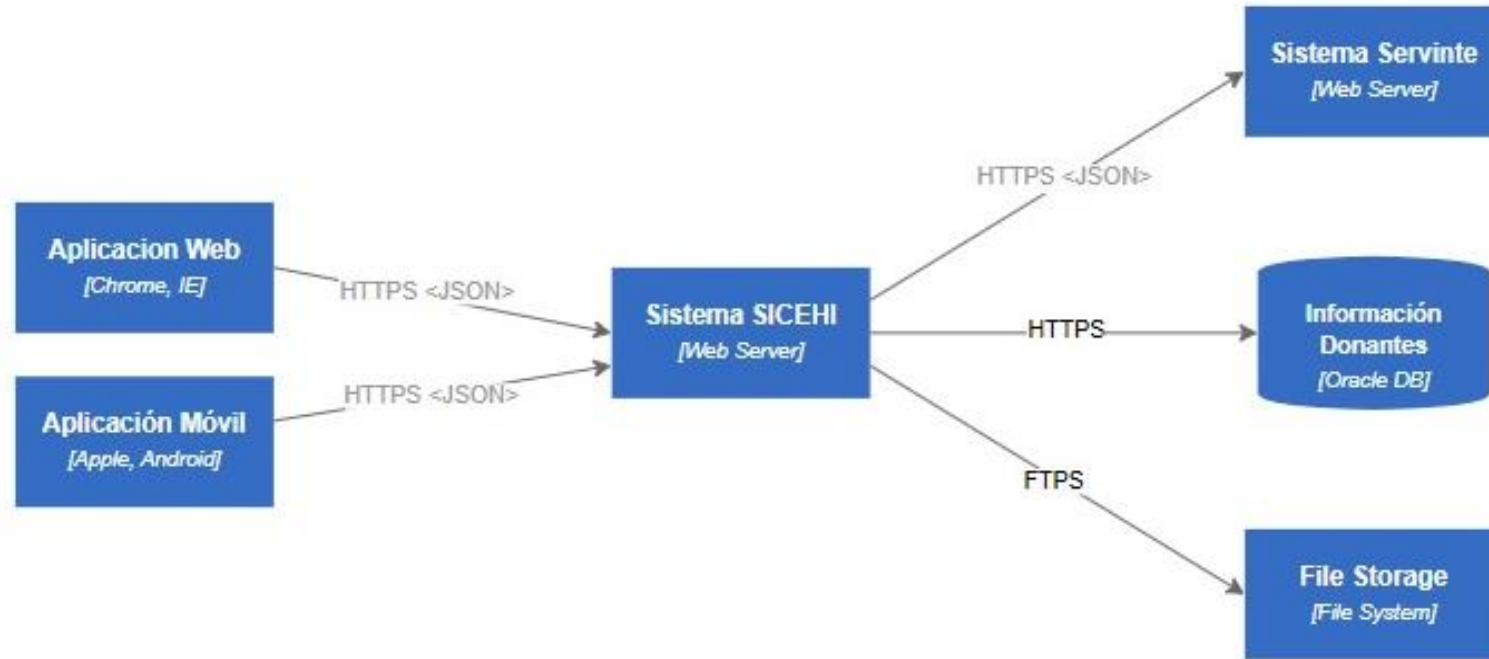 Sistema Servinte
[Web Server]
HTTPS <JSON>
Aplicacion Web
[Chrome, IE]
HTTPS <JSON>
Sistema SICEHI
[Web Server]
HTTPS
Información
Donantes
[Oracle DB]
Aplicación Móvil
[Apple, Android]
HTTPS <JSON>
FTPS
File Storage
[File System]